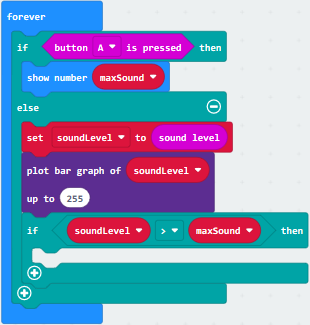 forever
if button A is pressed then
show number maxSound
else
set soundLevel to sound level
plot bar graph of soundLevel
up to 255
if soundLevel > maxSound then